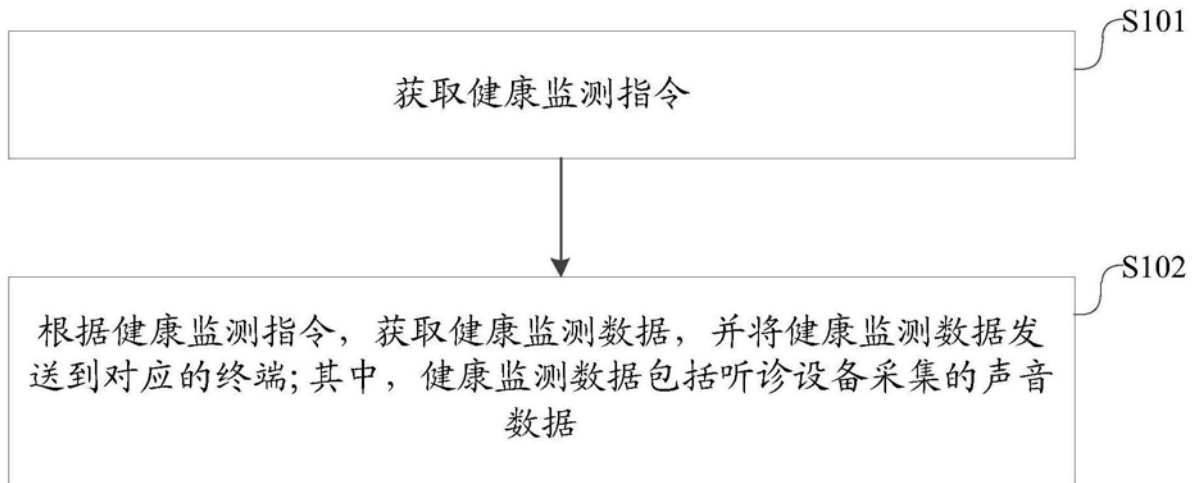 S101
获取健康监测指令
S102
根据健康监测指令，获取健康监测数据，并将健康监测数据发
送到对应的终端;其中，健康监测数据包括听诊设备采集的声音
数据